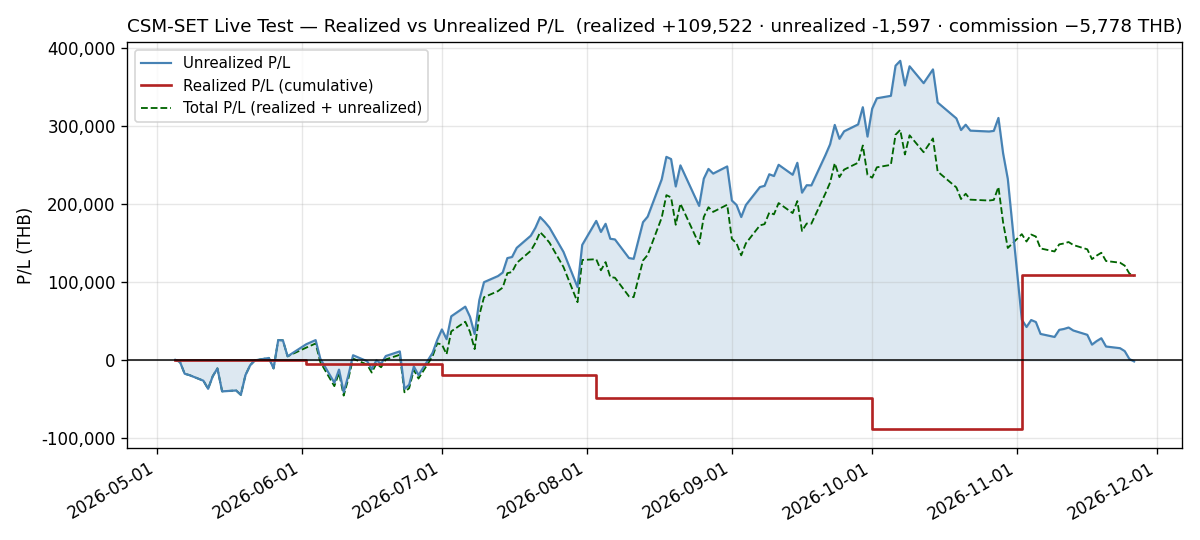 CSM-SET Live Test — Realized vs Unrealized P/L  (realized +109,522 · unrealized -1,597 · commission −5,778 THB)
Unrealized P/L
Realized P/L (cumulative)
Total P/L (realized + unrealized)
P/L (THB)
400,000
300,000
200,000
100,000
0
-100,000
2026-05-01
2026-06-01
2026-07-01
2026-08-01
2026-09-01
2026-10-01
2026-11-01
2026-12-01